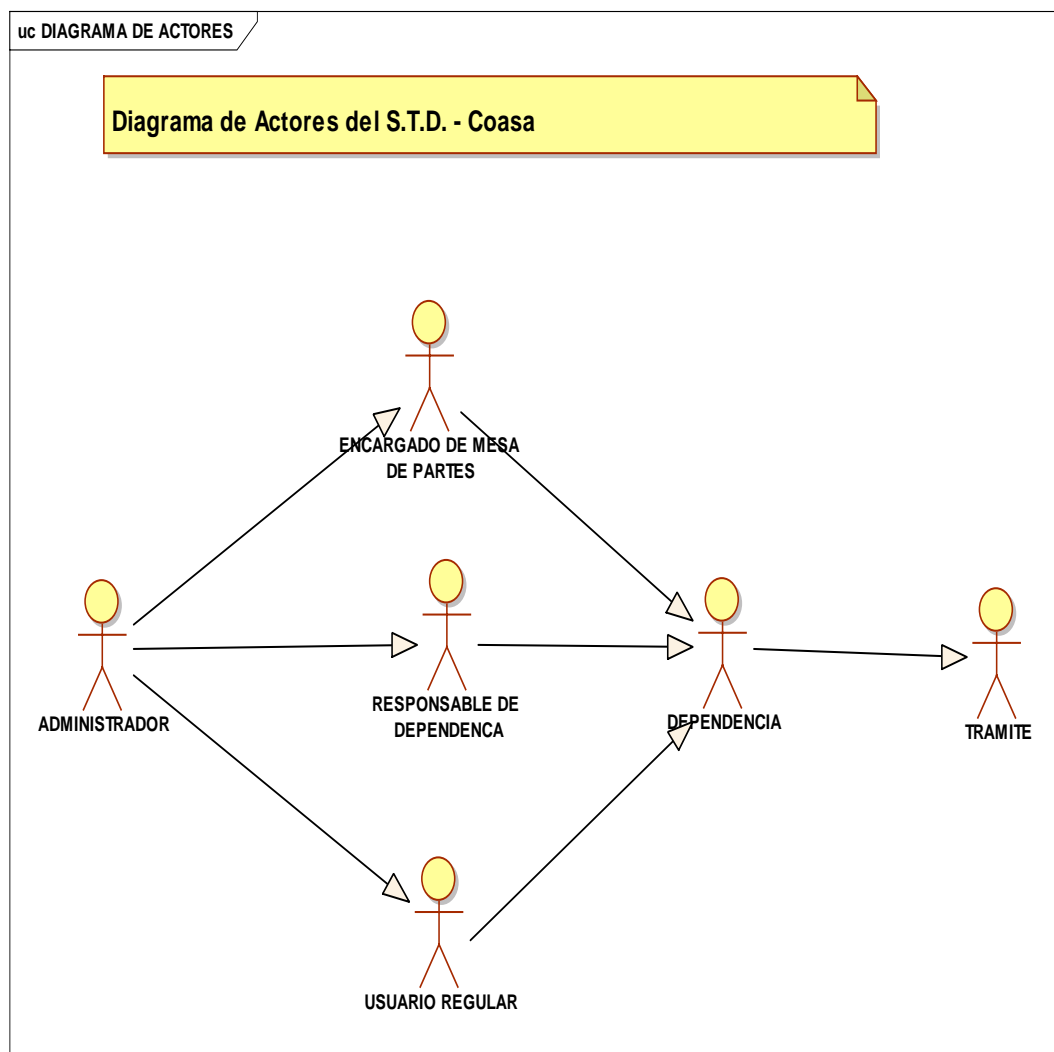 uc DIAGRAMA DE ACTORES
Diagrama de Actores del S.T.D. - Coasa
ENCARGADO DE MESA
DE PARTES
ADMINISTRADOR
RESPONSABLE DE
DEPENDENCA
DEPENDENCIA
TRAMITE
USUARIO REGULAR